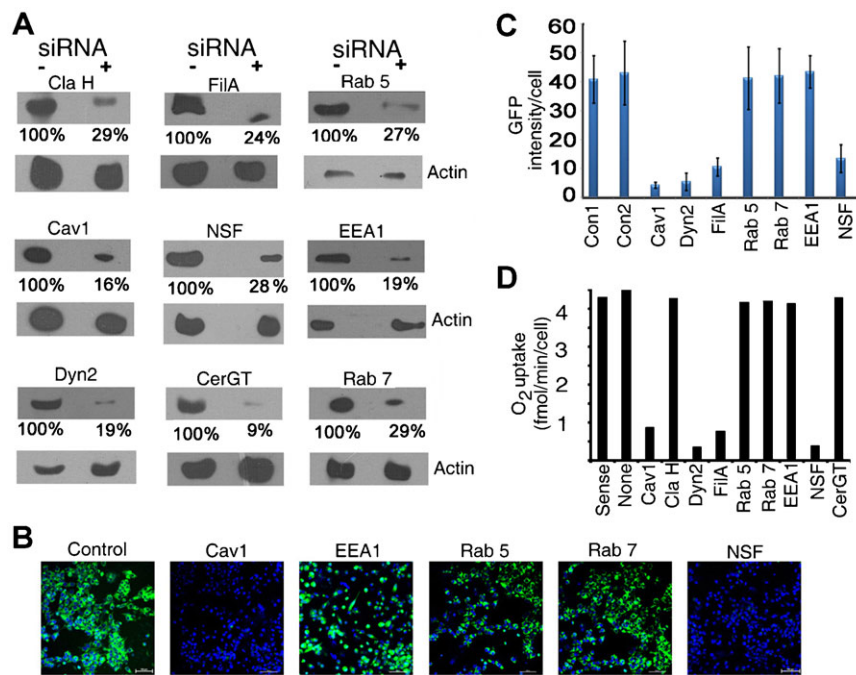 A
siRNA siRNA siRNA
- + - + - +
Cla H FilA Rab 5
100% 29% 100% 24% 100% 27%
Actin
Cav1 NSF EEA1
100% 16% 100% 28% 100% 19%
Actin
Dyn2 CerGT Rab 7
100% 19% 100% 9% 100% 29%
Actin
B
Control Cav1 EEA1 Rab 5 Rab 7 NSF
C
GFP
intensity/cell
60
50
40
30
20
10
0
Con1 Con2 Cav1 Dyn2 FilA Rab 5 Rab 7 EEA1 NSF
D
O2 uptake
(fmol/min/cell)
4
3
2
1
Sense None Cav1 Cla H Dyn2 FilA Rab 5 Rab 7 EEA1 NSF CerGT